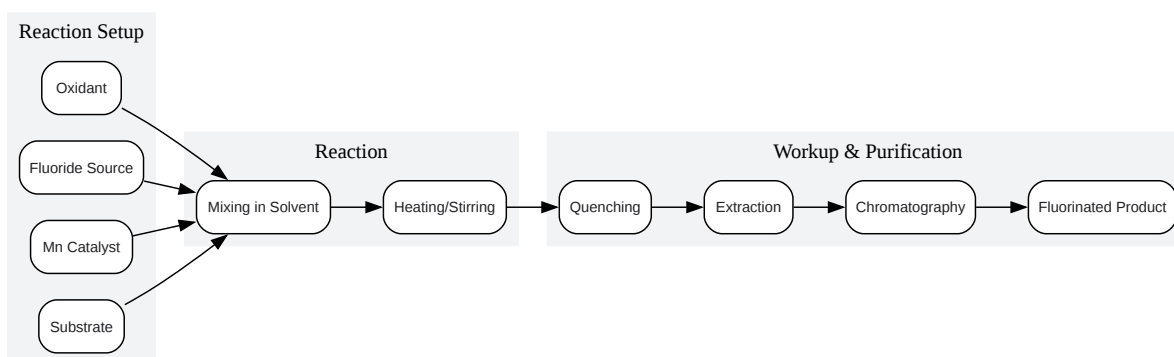 Reaction Setup
Oxidant
Fluoride Source
Mn Catalyst
Substrate
Reaction
Mixing in Solvent
Heating/Stirring
Workup & Purification
Quenching
Extraction
Chromatography
Fluorinated Product